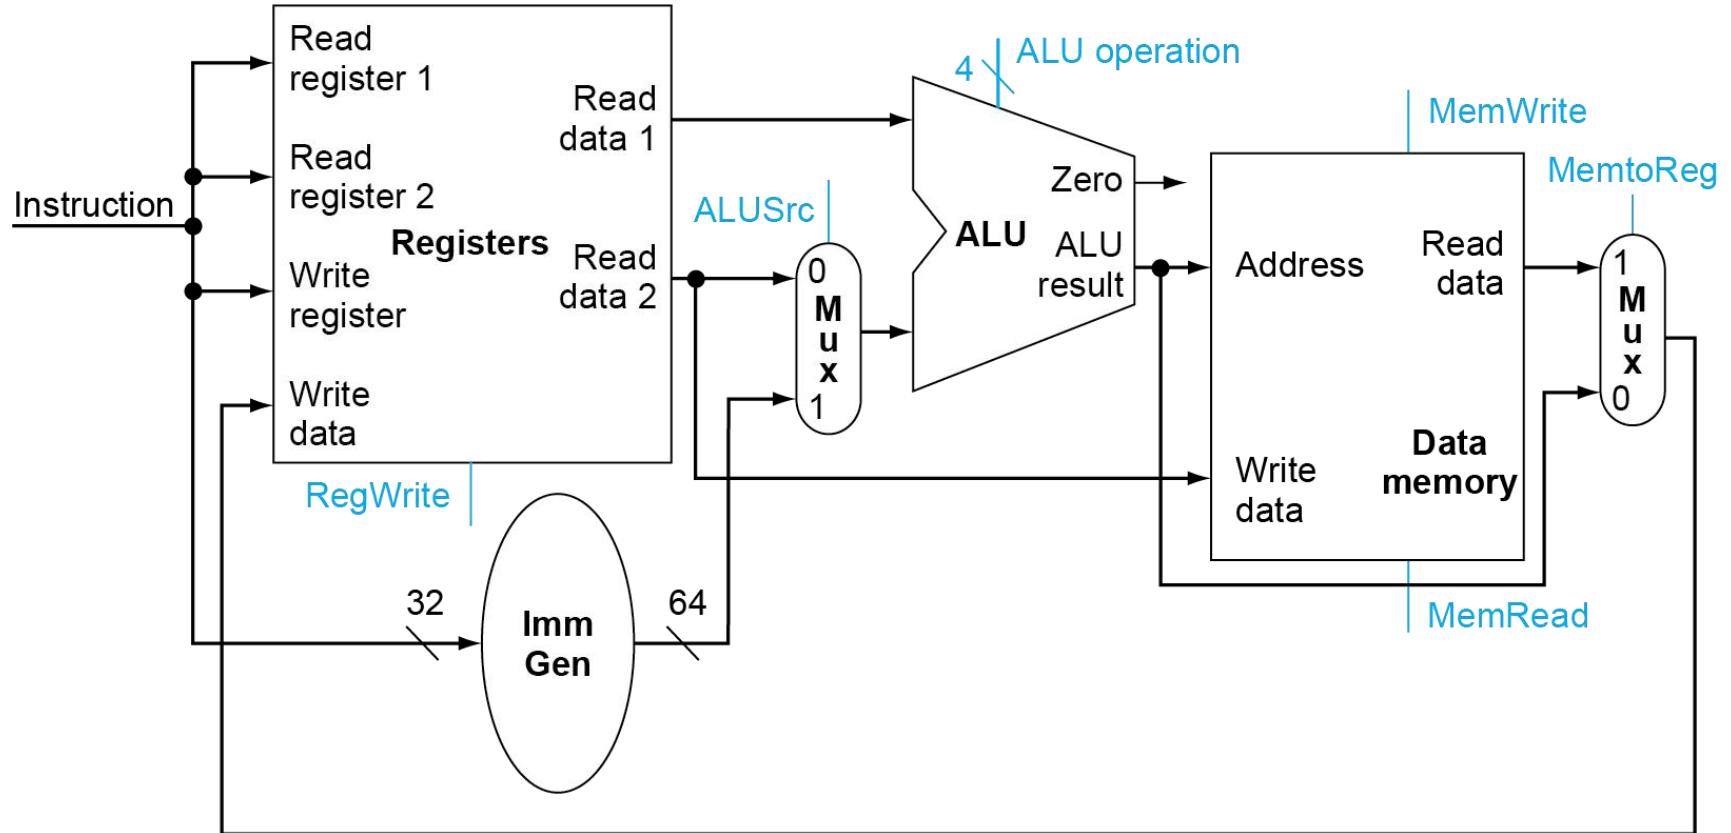 Instruction
Read
register 1
Read
register 2
Write
register
Write
data
Registers
Read
data 1
Read
data 2
RegWrite
32
Imm
Gen
64
ALUSrc
0
M
u
x
1
4
ALU operation
Zero
ALU
ALU
result
MemWrite
Address
Read
data
Write
data
Data
memory
MemRead
MemtoReg
1
M
u
x
0